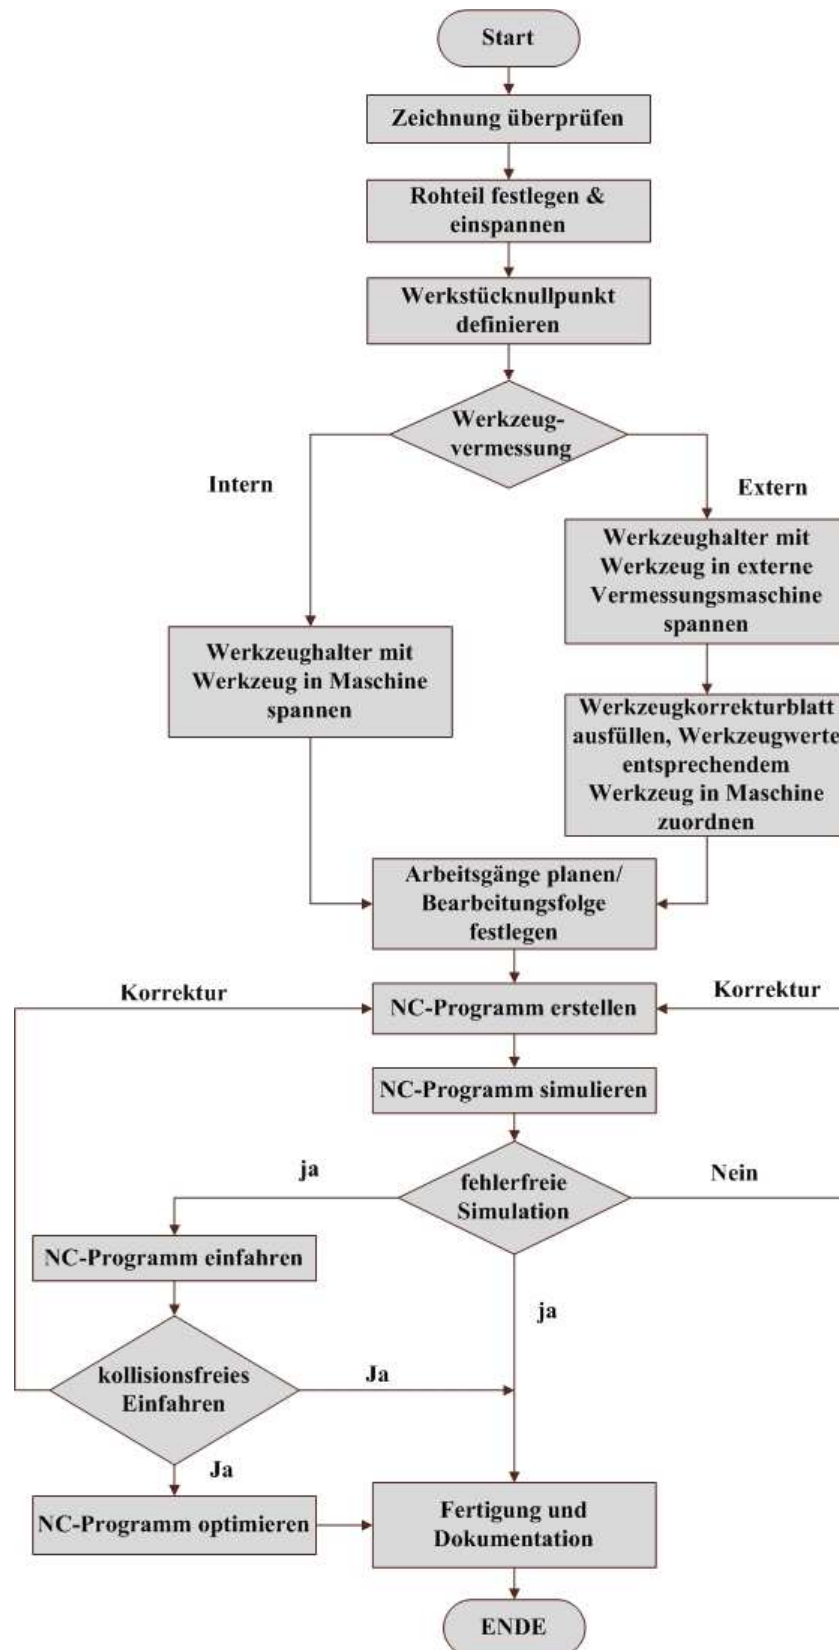 Start
Zeichnung überprüfen
Rohteil festlegen &
einspannen
Werkstücknullpunkt
definieren
Werkzeug-
vermessung
Intern
Extern
Werkzeughalter mit
Werkzeug in externe
Vermessungsmaschine
spannen
Werkzeughalter mit
Werkzeug in Maschine
spannen
Werkzeugkorrekturblatt
ausfüllen, Werkzeugwerte
entsprechendem
Werkzeug in Maschine
zuordnen
Arbeitsgänge planen/
Bearbeitungsfolge
festlegen
Korrektur
Korrektur
NC-Programm erstellen
NC-Programm simulieren
ja
fehlerfreie
Simulation
Nein
NC-Programm einfahren
ja
kollisionsfreies
Einfahren
Ja
Ja
NC-Programm optimieren
Fertigung und
Dokumentation
ENDE